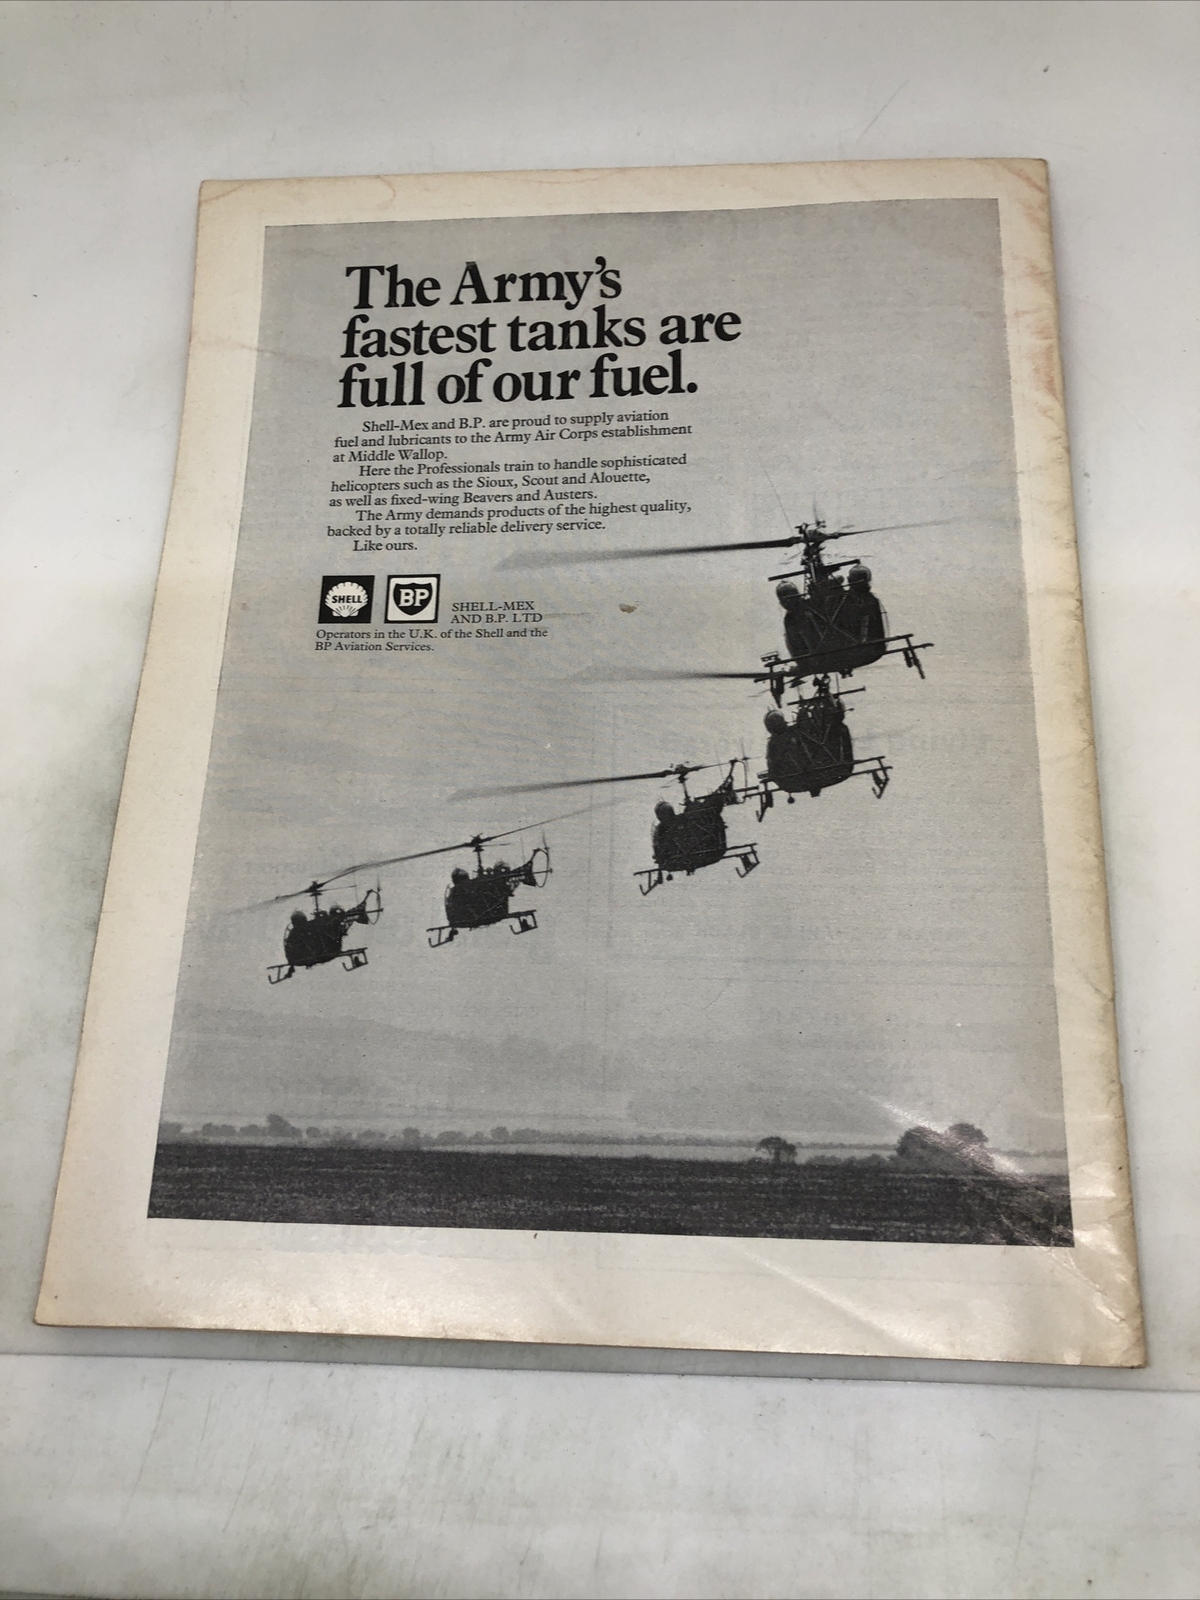 The Army's
fastest tanks are
full of our fuel.
Shell-Mex and B.P. are proud to supply aviation
fuel and lubricants to the Army Air Corps establishment
at Middle Wallop.
Here the Professionals train to handle sophisticated
helicopters such as the Sioux, Scout and Alouette,
as well as fixed-wing Beavers and Austers.
The Army demands products of the highest quality,
backed by a totally reliable delivery service.
Like ours.
SHELL
BP
SHELL-MEX
AND B.P. LTD
Operators in the U.K. of the Shell and the
BP Aviation Services.